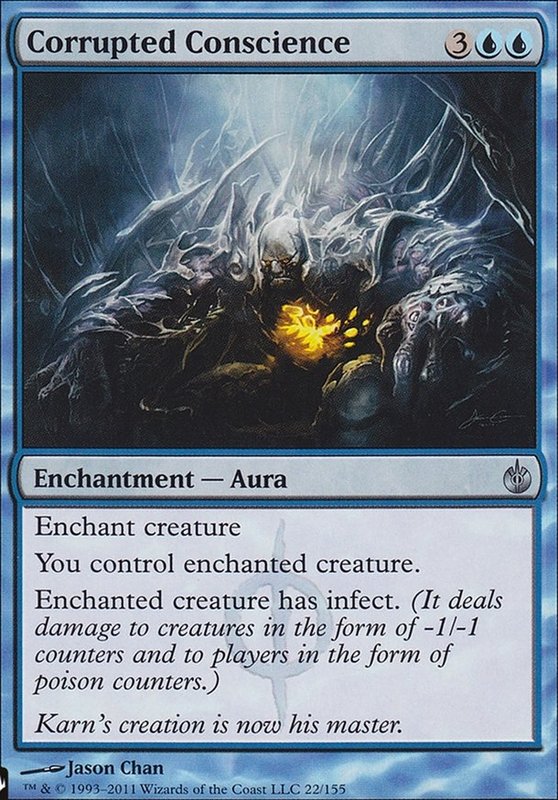 Corrupted Conscience 3
Enchantment — Aura
Enchant creature
You control enchanted creature.
Enchanted creature has infect. (It deals
damage to creatures in the form of -1/-1
counters and to players in the form of
poison counters.)
Karn's creation is now his master.
Jason Chan
™ & © 1993–2011 Wizards of the Coast LLC 22/155